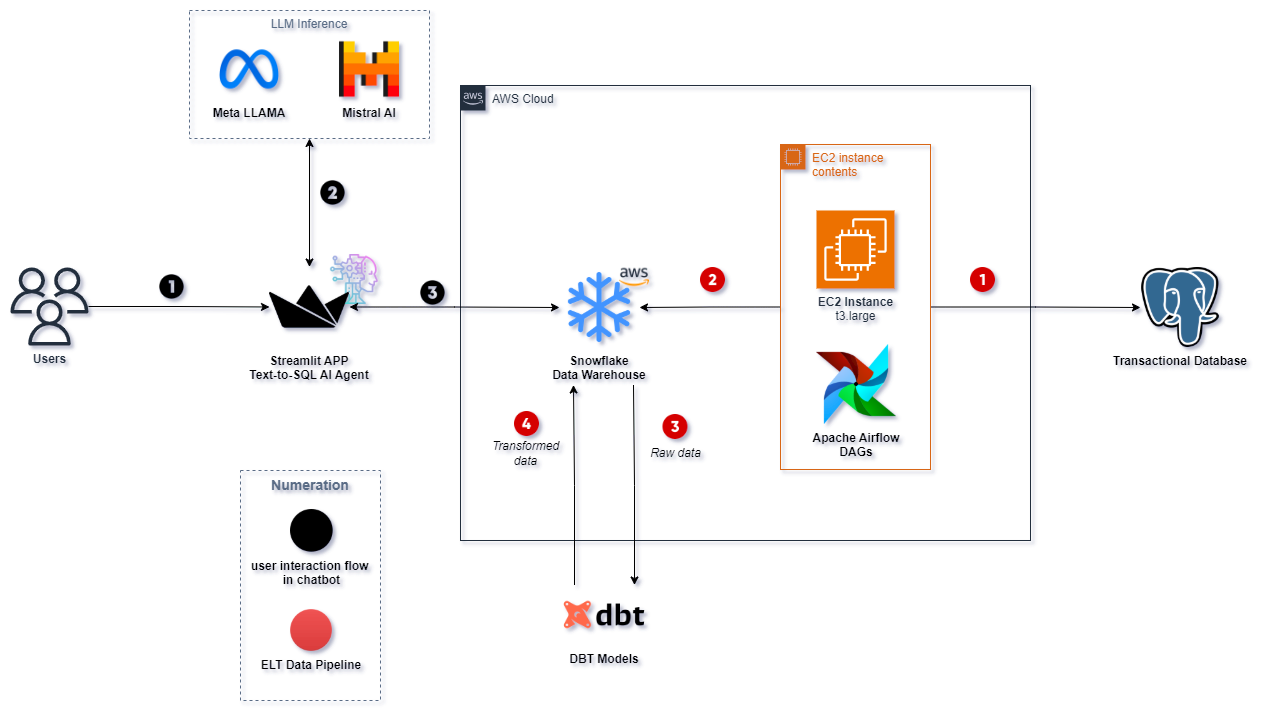 LLM Inference
Meta LLAMA
Mistral AI
aws
AWS Cloud
EC2 instance
contents
2
1
3
2
1
aws
EC2 Instance
t3.large
Users
Streamlit APP
Text-to-SQL AI Agent
Snowflake
Data Warehouse
Transactional Database
4
Transformed
data
3
Raw data
Apache Airflow
DAGs
Numeration
user interaction flow
in chatbot
ELT Data Pipeline
dbt
DBT Models